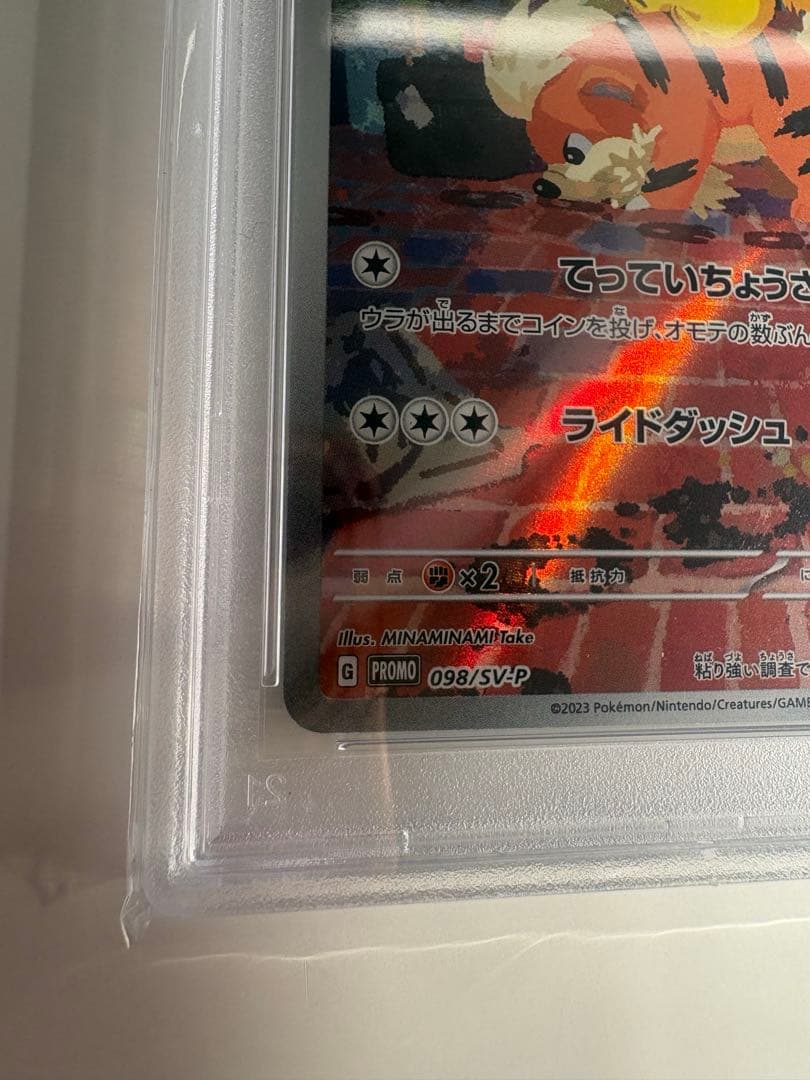 てっていちょうさ
ウラが出るまでコインを投げ、オモテの数ぶん
ライドダッシュ
弱点 ×2 抵抗力 に
Illus. MINAMINAMI Take
G PROMO 098/SV-P
粘り強い調査で
©2023 Pokémon/Nintendo/Creatures/GAME
21